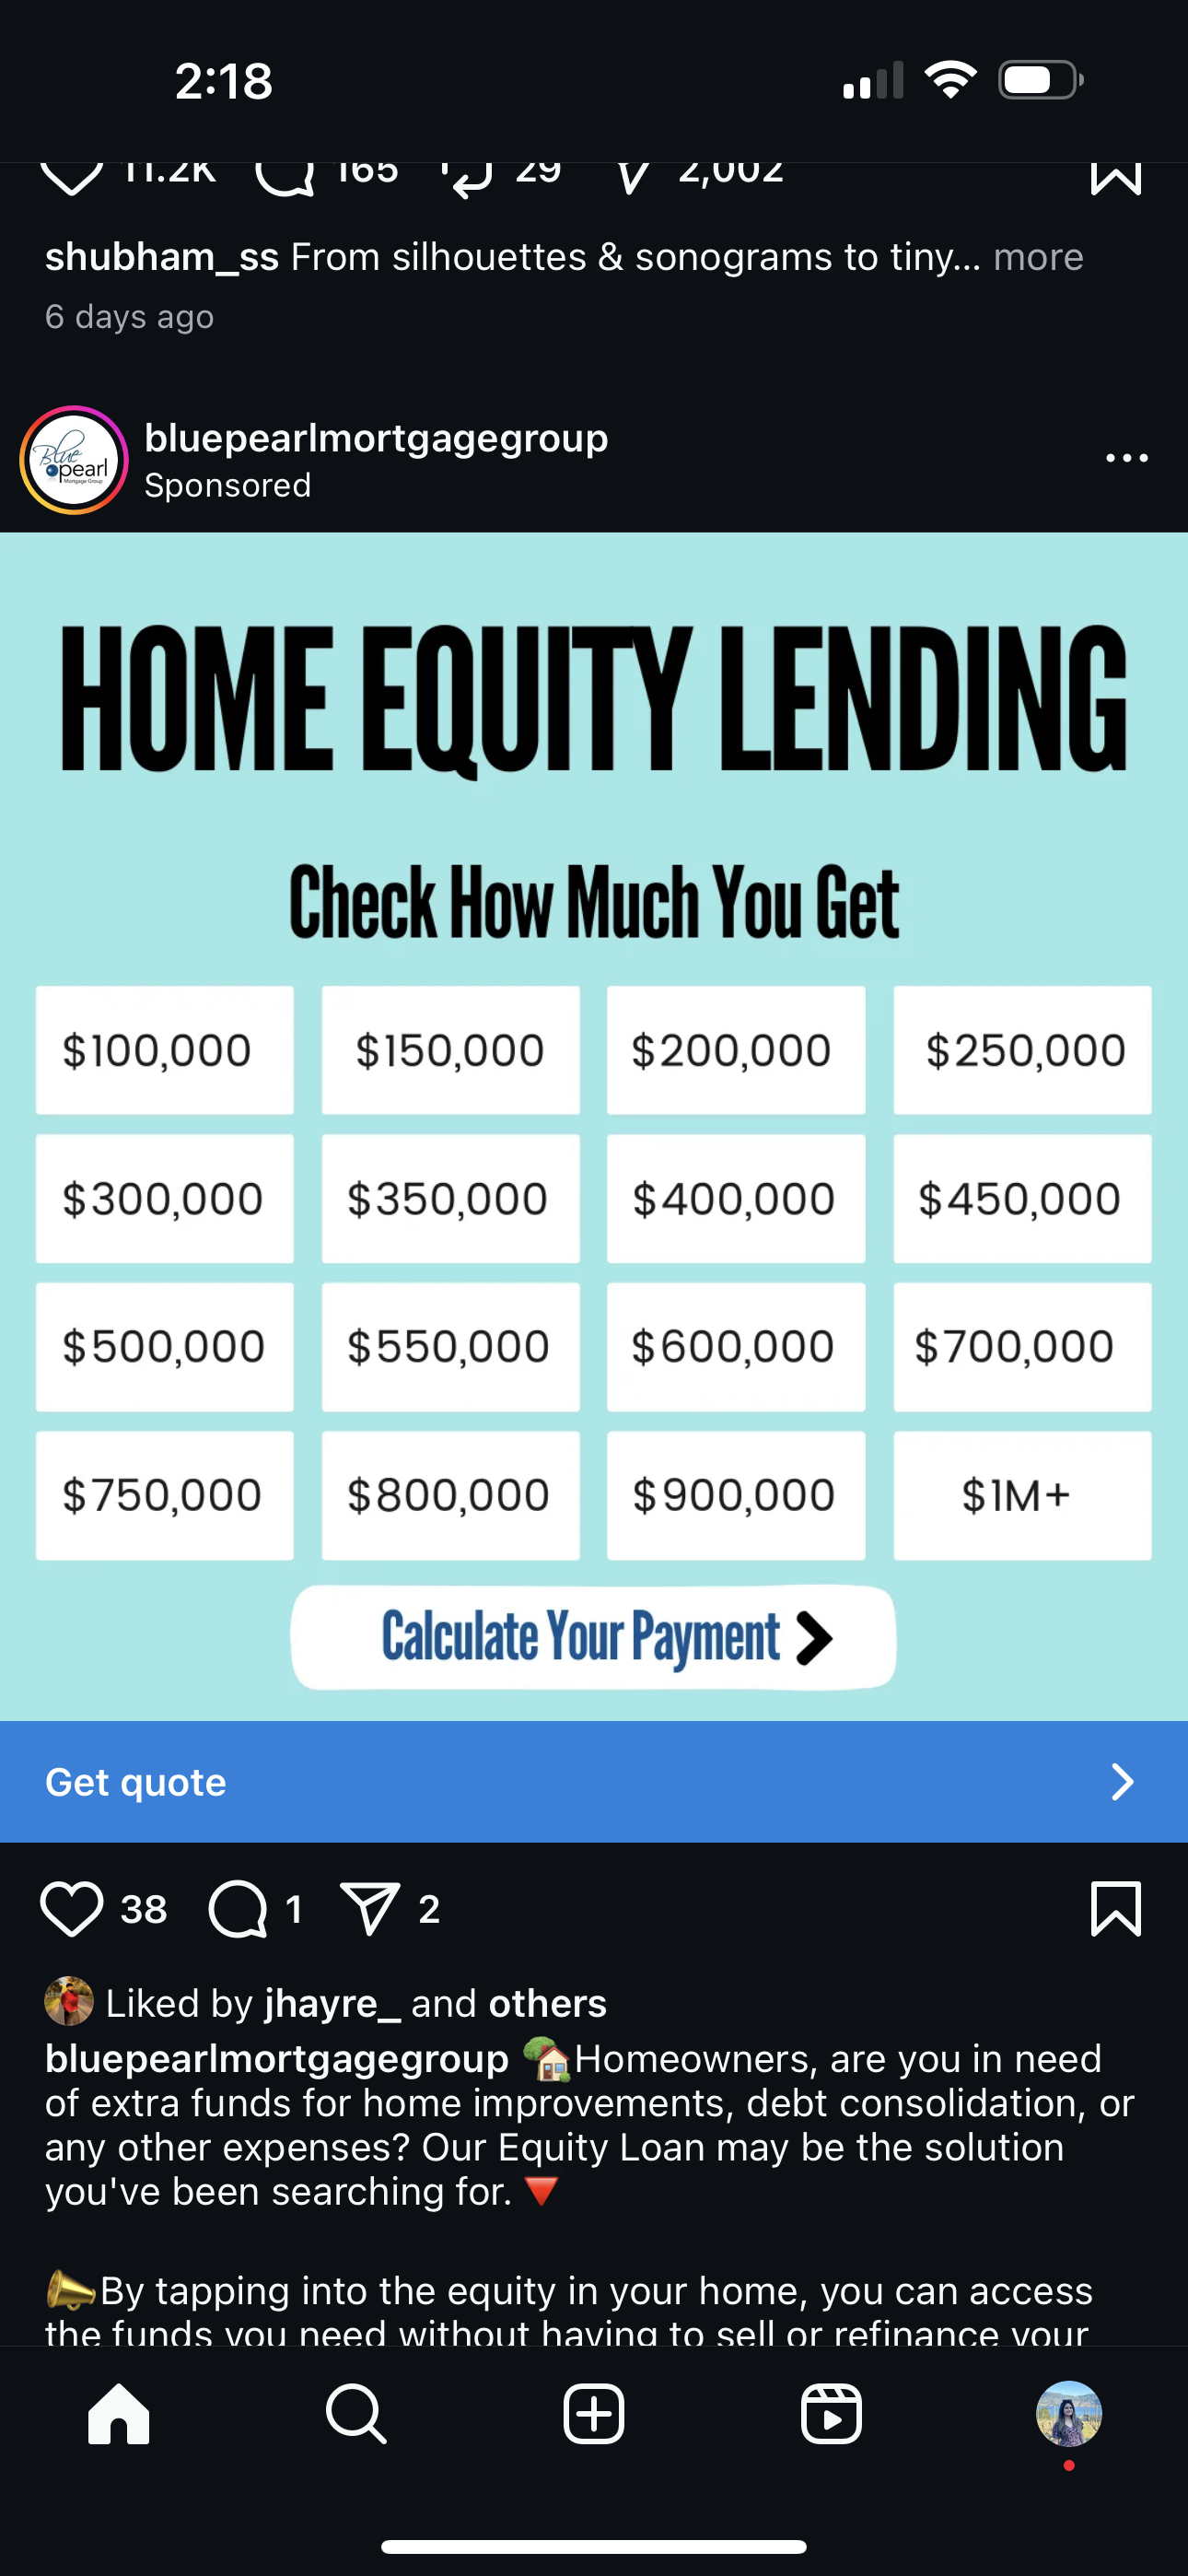 2:18
11.2K 165 29 2,002
shubham_ss From silhouettes & sonograms to tiny... more
6 days ago
Blue pearl Mortgage Group
bluepearlmortgagegroup
Sponsored
HOME EQUITY LENDING
Check How Much You Get
$100,000 $150,000 $200,000 $250,000
$300,000 $350,000 $400,000 $450,000
$500,000 $550,000 $600,000 $700,000
$750,000 $800,000 $900,000 $1M+
Calculate Your Payment
Get quote
38 1 2
Liked by jhayre_ and others
bluepearlmortgagegroup 🏡Homeowners, are you in need
of extra funds for home improvements, debt consolidation, or
any other expenses? Our Equity Loan may be the solution
you've been searching for. 🔻
📣By tapping into the equity in your home, you can access
the funds you need without having to sell or refinance your